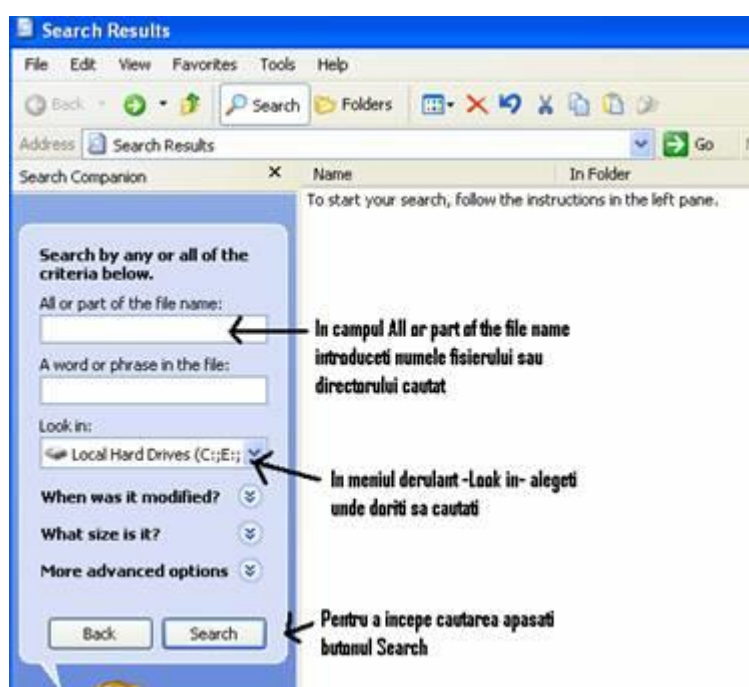 Search Results
File Edit View Favorites Tools Help
Back Search Folders
Address Search Results Go
Search Companion Name In Folder
To start your search, follow the instructions in the left pane.
Search by any or all of the
criteria below.
All or part of the file name:
In campul All or part of the file name
introduceti numele fisierului sau
directorului cautat
A word or phrase in the file:
Look in:
Local Hard Drives (C:;E:;
In meniul derulant -Look in- alegeti
unde doriti sa cautati
When was it modified?
What size is it?
More advanced options
Back Search
Pentru a incepe cautarea apasati
butonul Search